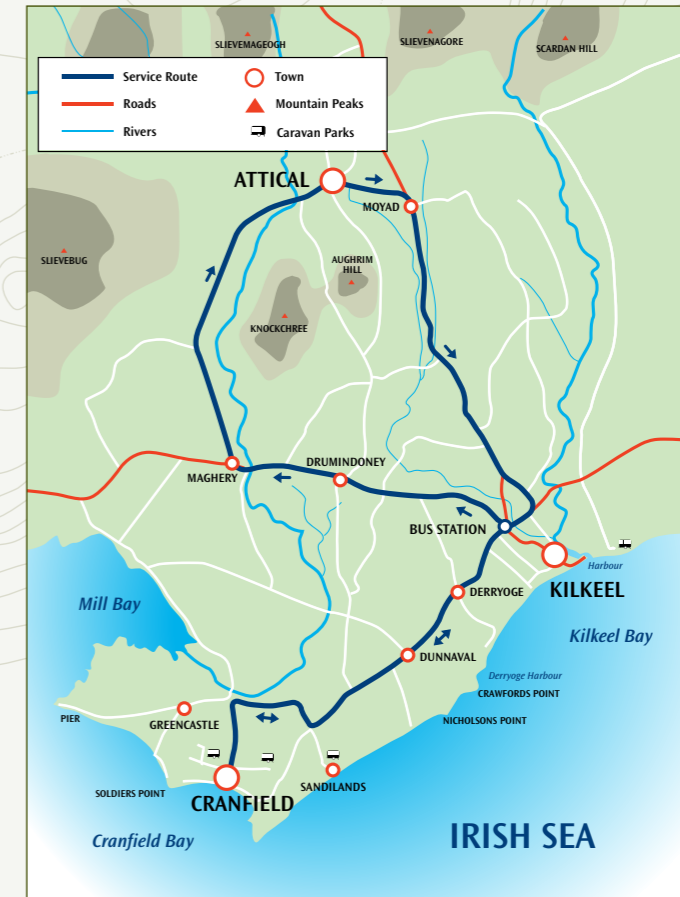 SLIEVEMAGEOGH
SLIEVENAGORE
SCARDAN HILL
Service Route
Town
Roads
Mountain Peaks
Rivers
Caravan Parks
ATTICAL
MOYAD
SLIEVEBUG
AUGHRIM
HILL
KNOCKCHREE
DRUMINDONEY
MAGHERY
BUS STATION
Harbour
KILKEEL
DERRYOGE
Mill Bay
Kilkeel Bay
DUNNAVAL
Derryoge Harbour
CRAWFORDS POINT
PIER
GREENCASTLE
NICHOLSONS POINT
SANDILANDS
SOLDIERS POINT
CRANFIELD
Cranfield Bay
IRISH SEA